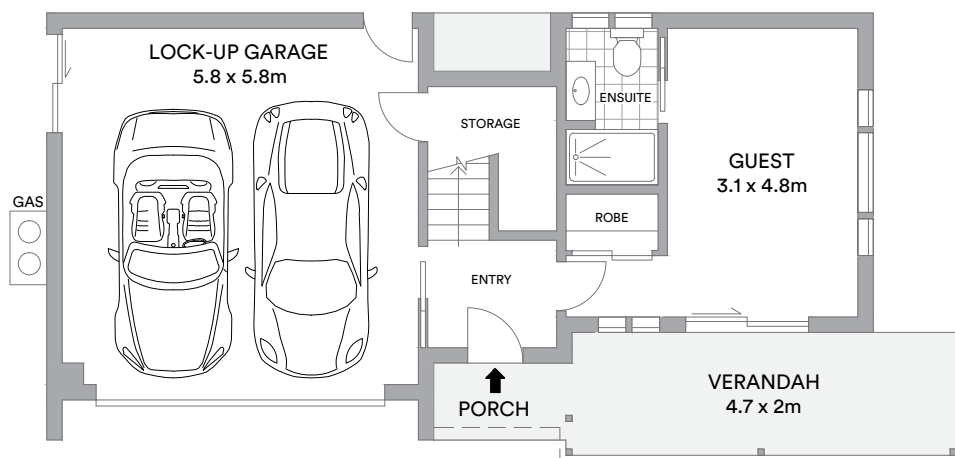 LOCK-UP GARAGE
5.8 x 5.8m
ENSUITE
STORAGE
GUEST
3.1 x 4.8m
GAS
ROBE
ENTRY
VERANDAH
4.7 x 2m
PORCH